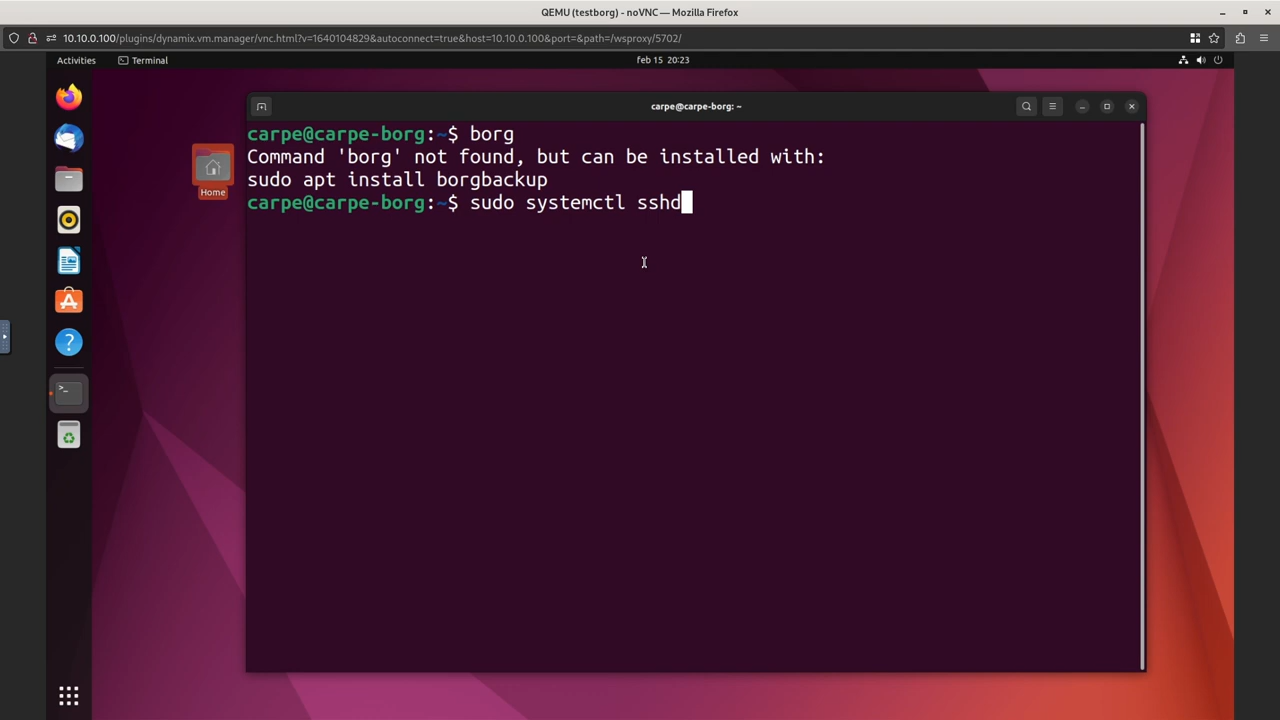 QEMU (testborg) - noVNC — Mozilla Firefox
10.10.0.100/plugins/dynamix.vm.manager/vnc.html?v=1640104829&autoconnect=true&host=10.10.0.100&port=&path=/wsproxy/5702/
Activities
Terminal
feb 15 20:23
carpe@carpe-borg: ~
carpe@carpe-borg:~$ borg
Command 'borg' not found, but can be installed with:
sudo apt install borgbackup
carpe@carpe-borg:~$ sudo systemctl sshd
Home